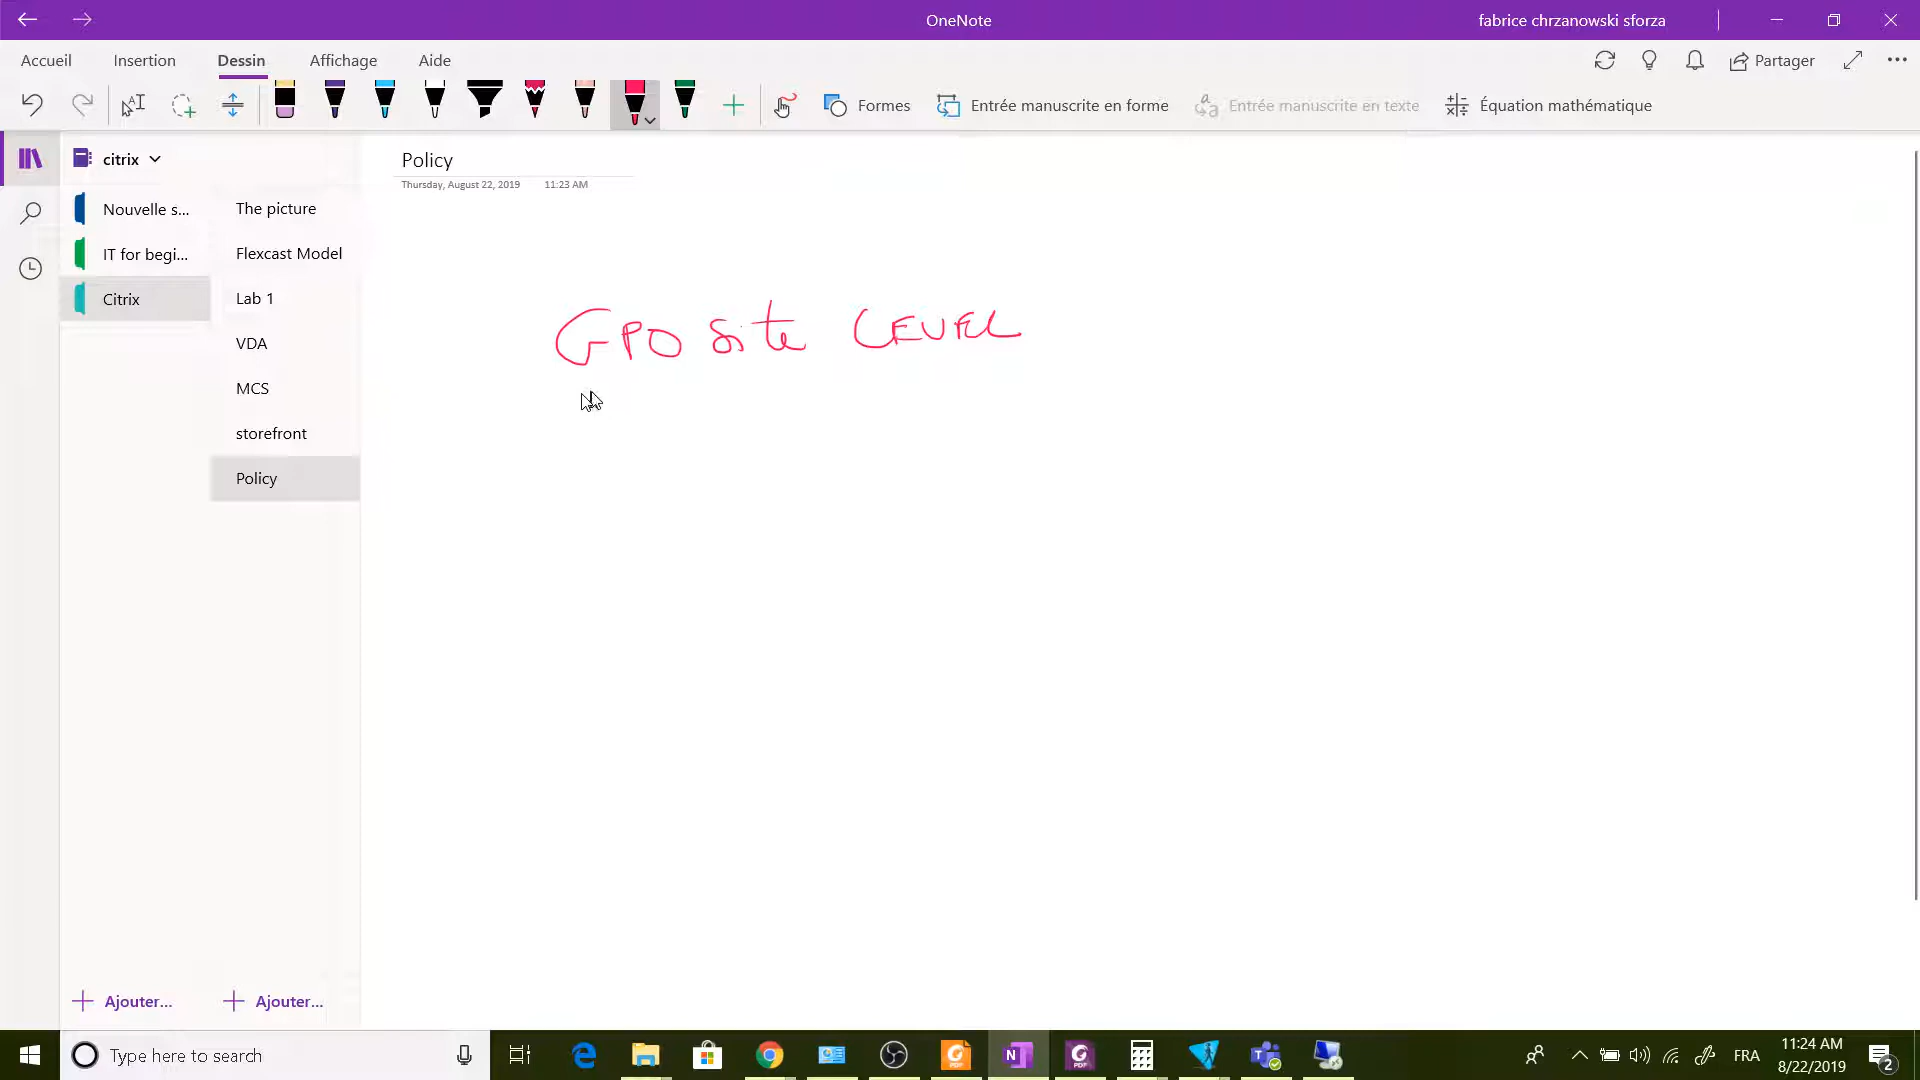 OneNote
fabrice chrzanowski sforza
Accueil
Insertion
Dessin
Affichage
Aide
Partager
Formes
Entrée manuscrite en forme
Entrée manuscrite en texte
Équation mathématique
citrix
Nouvelle s...
IT for begi...
Citrix
The picture
Flexcast Model
Lab 1
VDA
MCS
storefront
Policy
Policy
Thursday, August 22, 2019 11:23 AM
GPO Site LEVEL
Ajouter...
Ajouter...
Type here to search
FRA
11:24 AM
8/22/2019
2